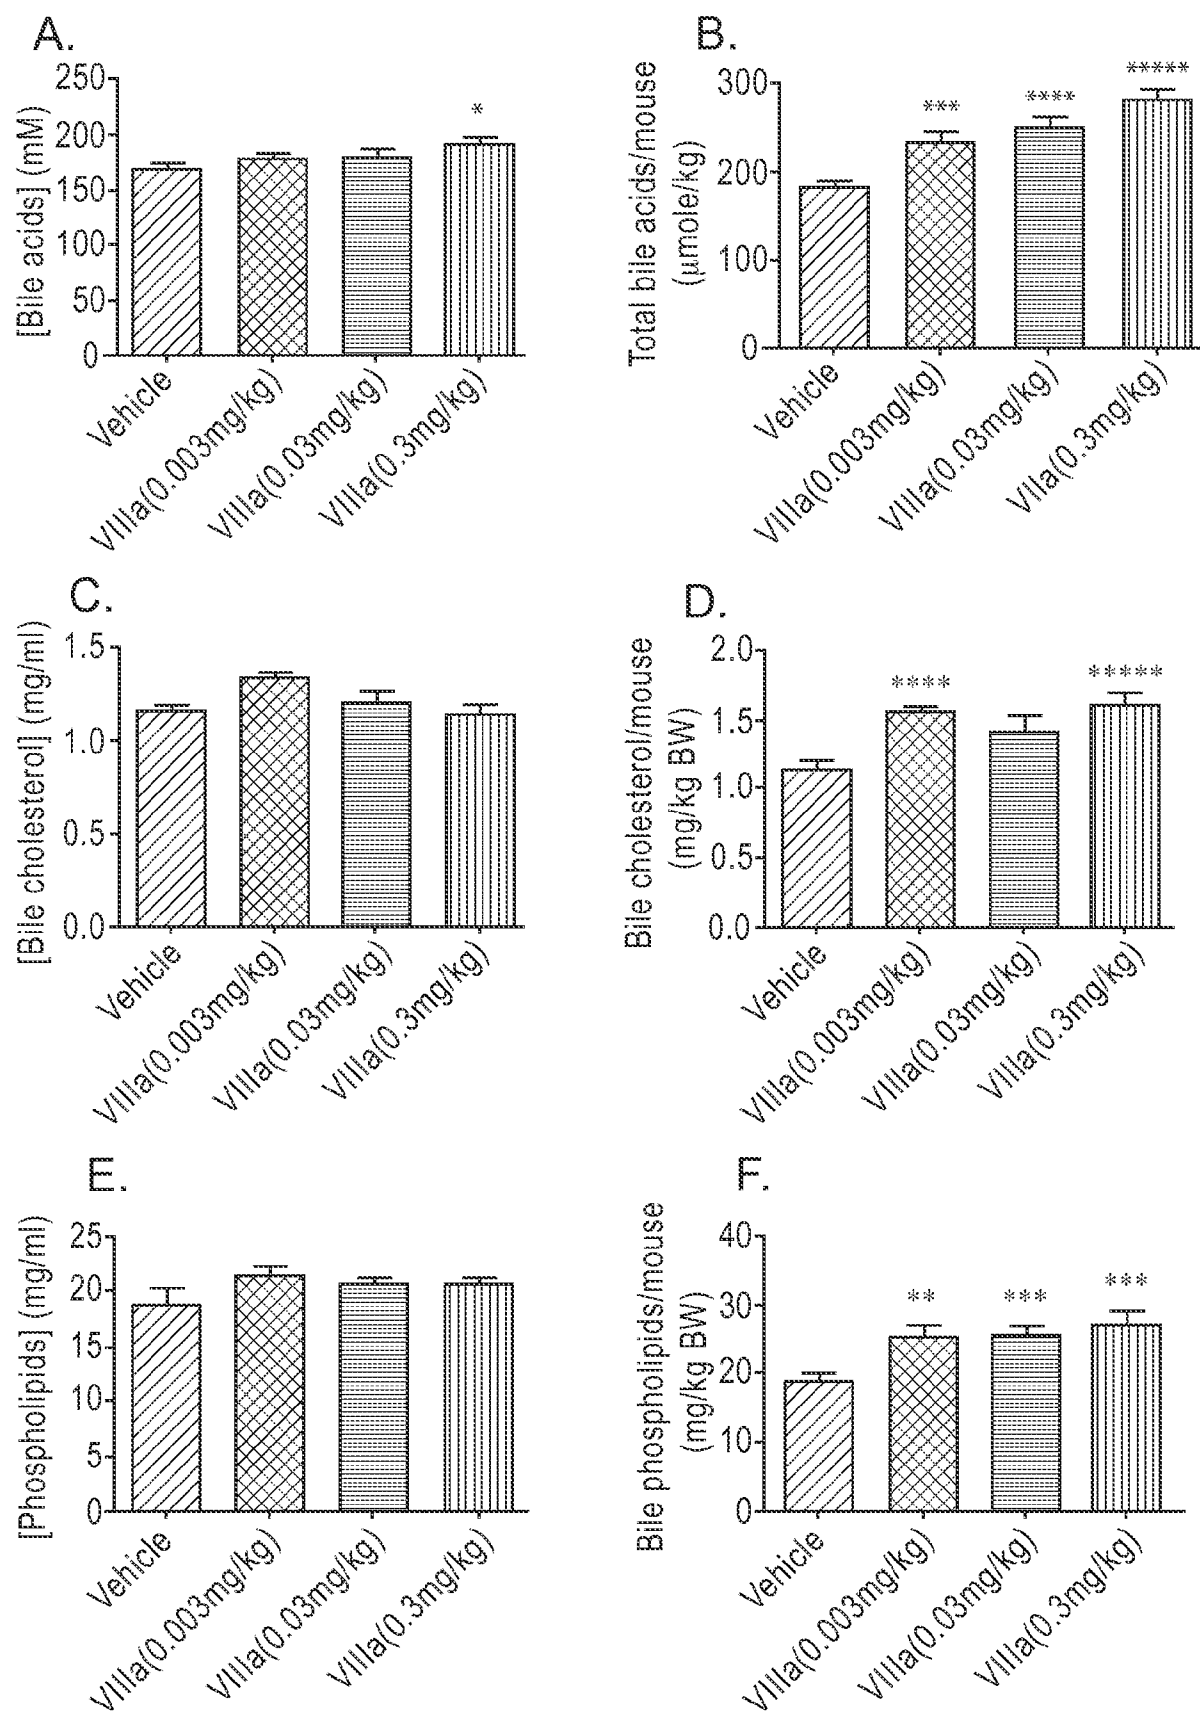 A.
[Bile acids] (mM)
250
200
150
100
50
0
*
Vehicle
VIIIa(0.003mg/kg)
VIIIa(0.03mg/kg)
VIIIa(0.3mg/kg)
B.
Total bile acids/mouse
(µmole/kg)
300
200
100
0
***
****
*****
Vehicle
VIIIa(0.003mg/kg)
VIIIa(0.03mg/kg)
VIIa(0.3mg/kg)
C.
[Bile cholesterol] (mg/ml)
1.5
1.0
0.5
0.0
Vehicle
VIIIa(0.003mg/kg)
VIIIa(0.03mg/kg)
VIIIa(0.3mg/kg)
D.
Bile cholesterol/mouse
(mg/kg BW)
2.0
1.5
1.0
0.5
0.0
****
*****
Vehicle
VIIIa(0.003mg/kg)
VIIIa(0.03mg/kg)
VIIIa(0.3mg/kg)
E.
[Phospholipids] (mg/ml)
25
20
15
10
5
0
Vehicle
VIIIa(0.003mg/kg)
VIIIa(0.03mg/kg)
VIIIa(0.3mg/kg)
F.
Bile phospholipids/mouse
(mg/kg BW)
40
30
20
10
0
**
***
***
Vehicle
VIIIa(0.003mg/kg)
VIIIa(0.03mg/kg)
VIIIa(0.3mg/kg)